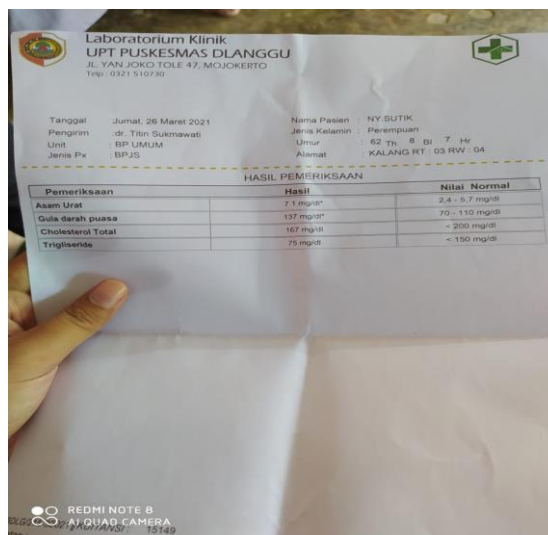 Laboratorium Klinik
UPT PUSKESMAS DLANGGU
JL. YAN JOKO TOLE 47, MOJOKERTO
Telp : 0321 510730
Tanggal :Jumat, 26 Maret 2021
Pengirim :dr. Titin Sukmawati
Unit : BP UMUM
Jenis Px : BPJS
Nama Pasien : NY.SUTIK
Jenis Kelamin : Perempuan
Umur : 62 Th 8 Bl 7 Hr
Alamat : KALANG RT : 03 RW : 04
HASIL PEMERIKSAAN
Pemeriksaan Hasil Nilai Normal
Asam Urat 7.1 mg/dl* 2,4 - 5,7 mg/dl
Gula darah puasa 137 mg/dl* 70 - 110 mg/dl
Cholesterol Total 167 mg/dl < 200 mg/dl
Trigliseride 75 mg/dl < 150 mg/dl
REDMI NOTE 8
AI QUAD CAMERA
15149